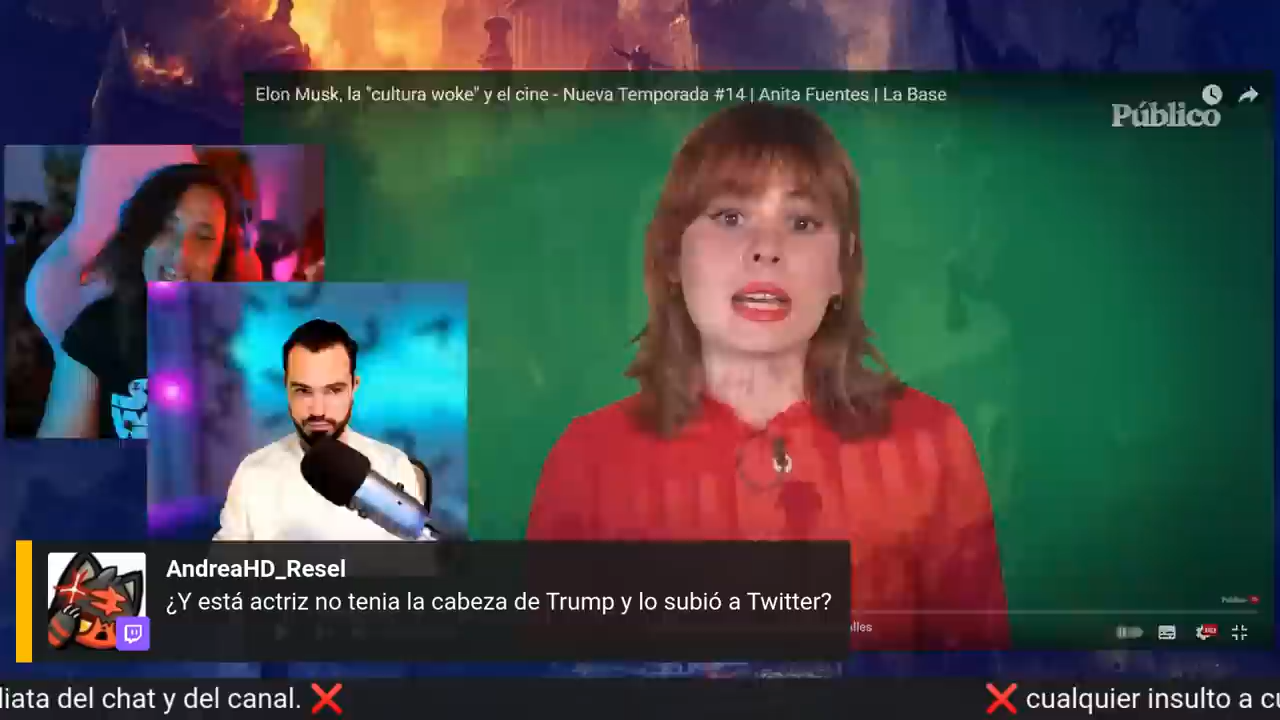 Elon Musk, la "cultura woke" y el cine - Nueva Temporada #14 | Anita Fuentes | La Base
Público
AndreaHD_Resel
¿Y está actriz no tenia la cabeza de Trump y lo subió a Twitter?
lles
liata del chat y del canal. ❌ ❌ cualquier insulto a cu